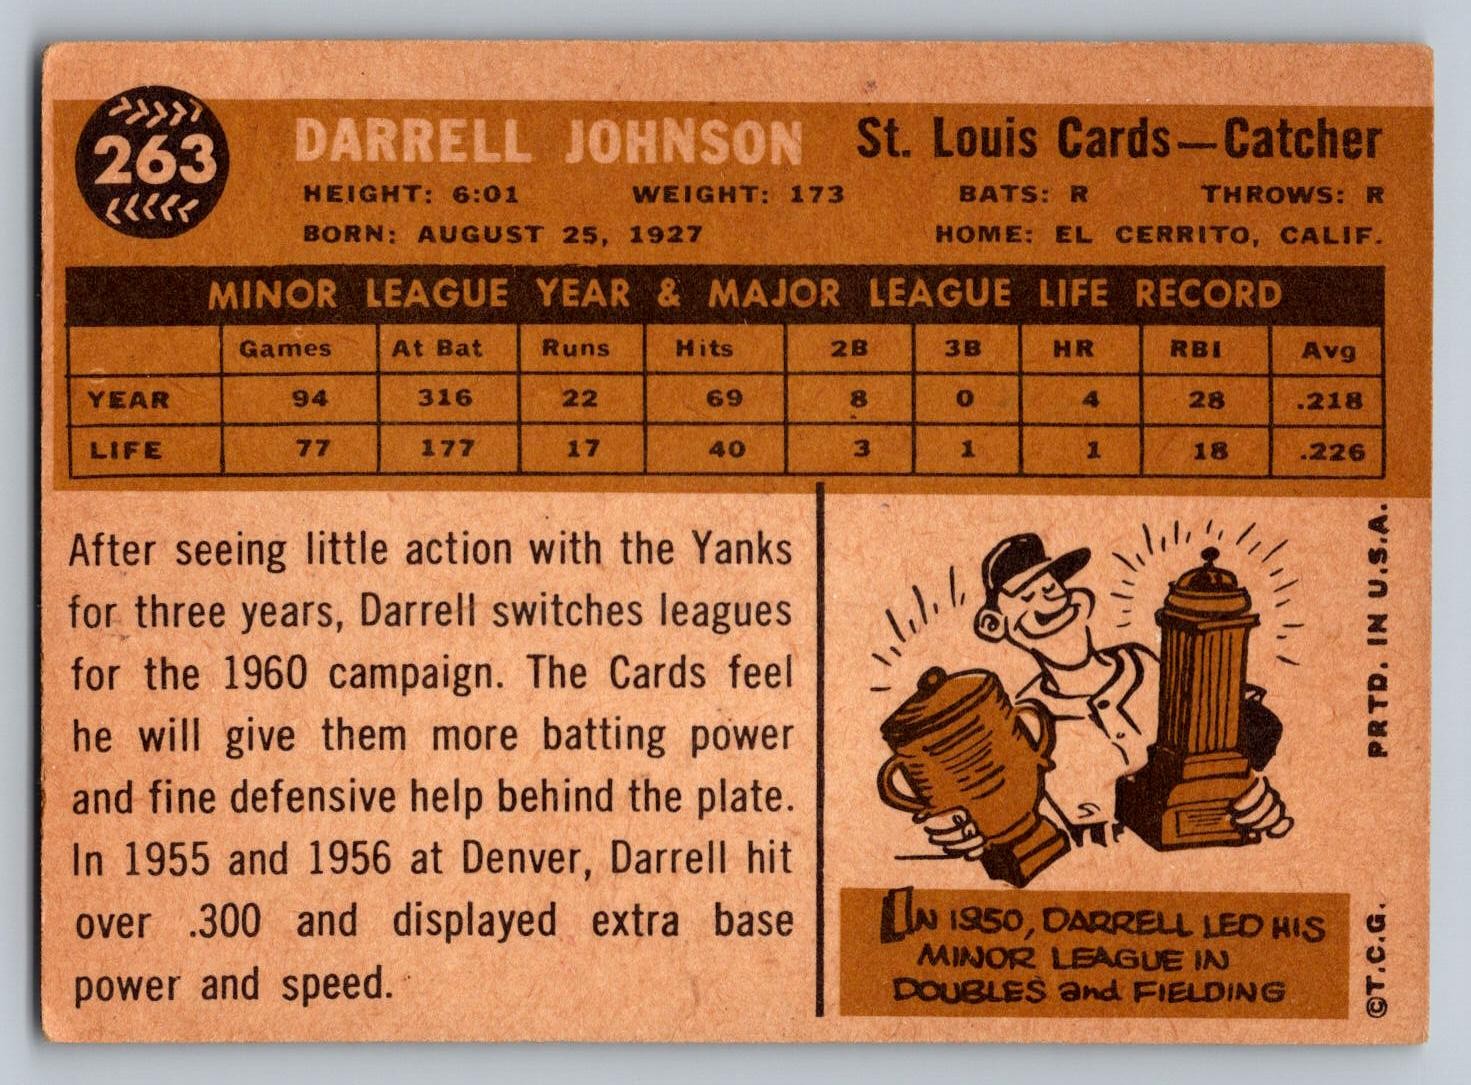 263
DARRELL JOHNSON St. Louis Cards—Catcher
HEIGHT: 6:01 WEIGHT: 173 BATS: R THROWS: R
BORN: AUGUST 25, 1927 HOME: EL CERRITO, CALIF.
MINOR LEAGUE YEAR & MAJOR LEAGUE LIFE RECORD
Games At Bat Runs Hits 2B 3B HR RBI Avg
YEAR 94 316 22 69 8 0 4 28 .218
LIFE 77 177 17 40 3 1 1 18 .226
After seeing little action with the Yanks
for three years, Darrell switches leagues
for the 1960 campaign. The Cards feel
he will give them more batting power
and fine defensive help behind the plate.
In 1955 and 1956 at Denver, Darrell hit
over .300 and displayed extra base
power and speed.
IN 1950, DARRELL LED HIS
MINOR LEAGUE IN
DOUBLES and FIELDING
©T.C.G. PRTD. IN U.S.A.